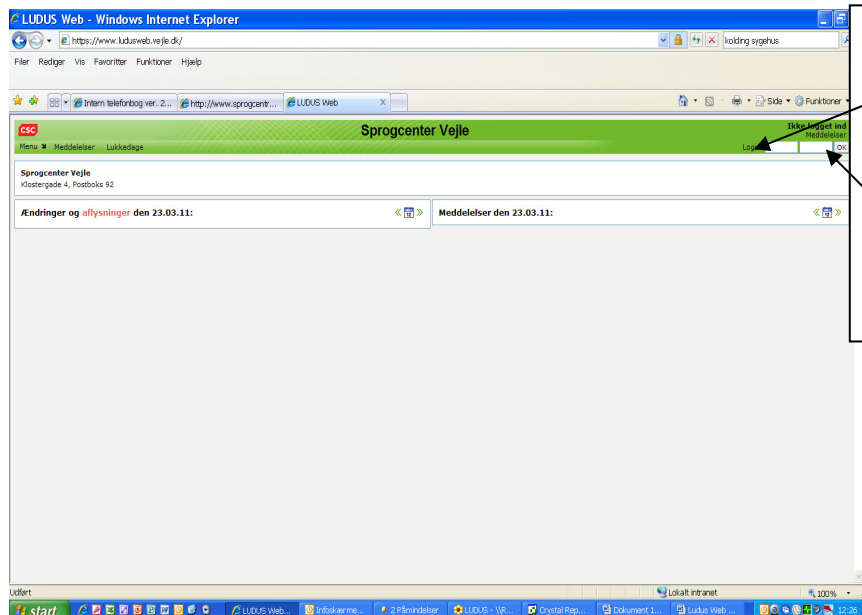 LUDUS Web - Windows Internet Explorer
https://www.ludusweb.vejle.dk/
kolding sygehus
Filer Rediger Vis Favoritter Funktioner Hjælp
Intern telefonbog ver. 2... http://www.sprogcentr... LUDUS Web X
Side Funktioner
CSC Sprogcenter Vejle Ikke logget ind
Meddelelser
Menu Meddelelser Lukkedage OK
Sprogcenter Vejle
Klostergade 4, Postboks 92
Ændringer og aflysninger den 23.03.11: « 12 »
Meddelelser den 23.03.11: « 12 »
Udført Lokalt intranet 100%
start LUDUS Web... Infoskærme... 2 Påmindelser LUDUS - \\R... Crystal Rep... Dokument 1... Ludus Web ... 12:26